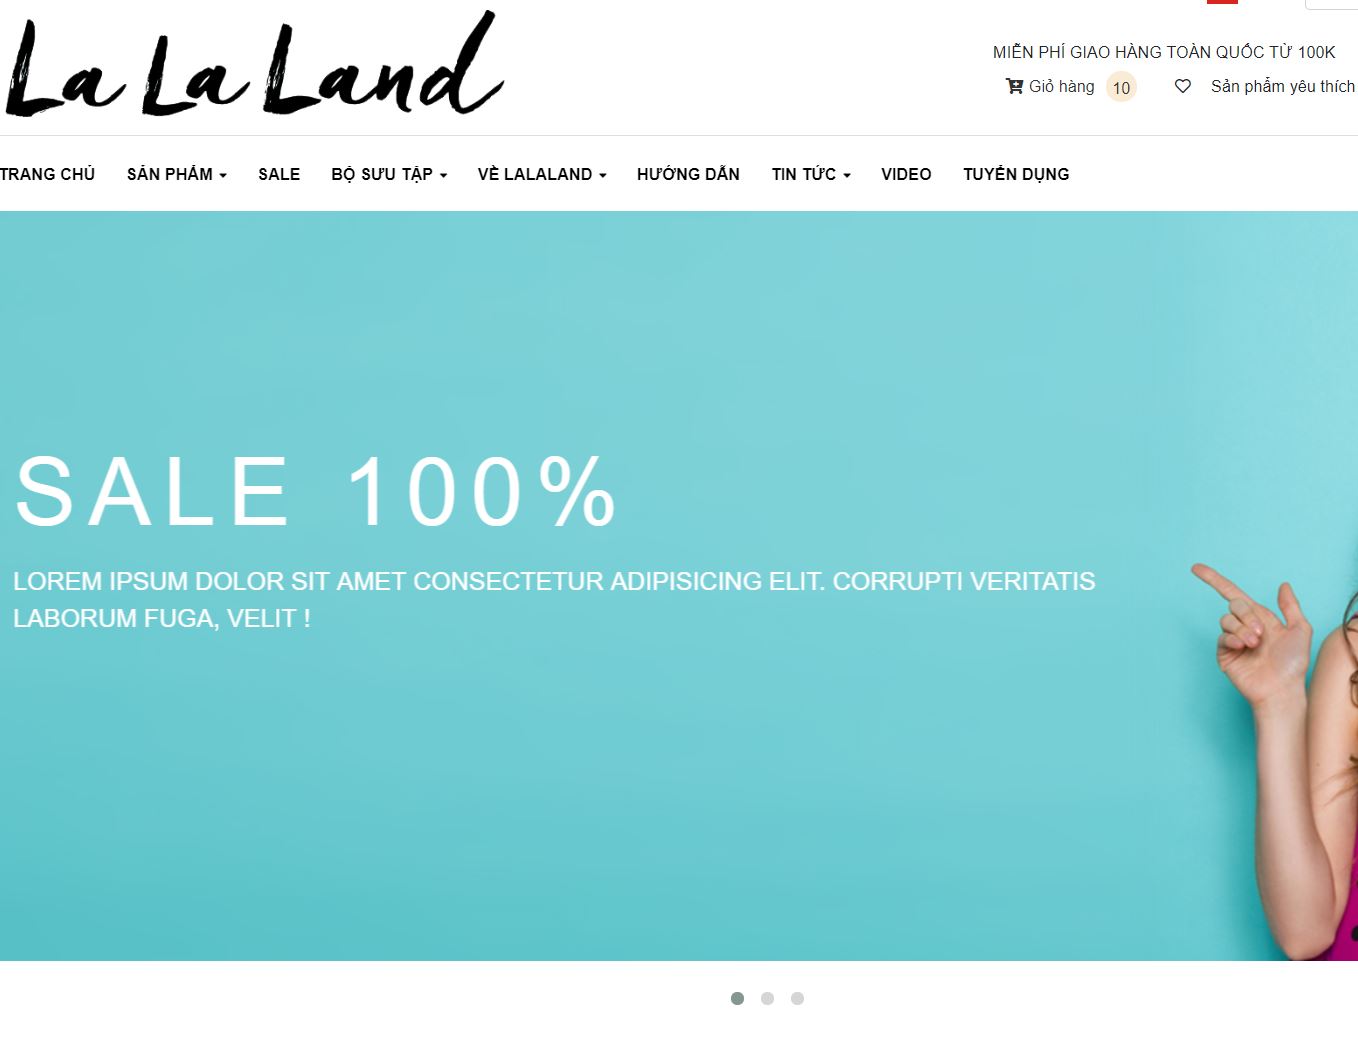 La La Land
MIỄN PHÍ GIAO HÀNG TOÀN QUỐC TỪ 100K
Giỏ hàng 10 Sản phẩm yêu thích
TRANG CHỦ SẢN PHẨM SALE BỘ SƯU TẬP VỀ LALALAND HƯỚNG DẪN TIN TỨC VIDEO TUYỂN DỤNG
SALE 100%
LOREM IPSUM DOLOR SIT AMET CONSECTETUR ADIPISICING ELIT. CORRUPTI VERITATIS
LABORUM FUGA, VELIT !